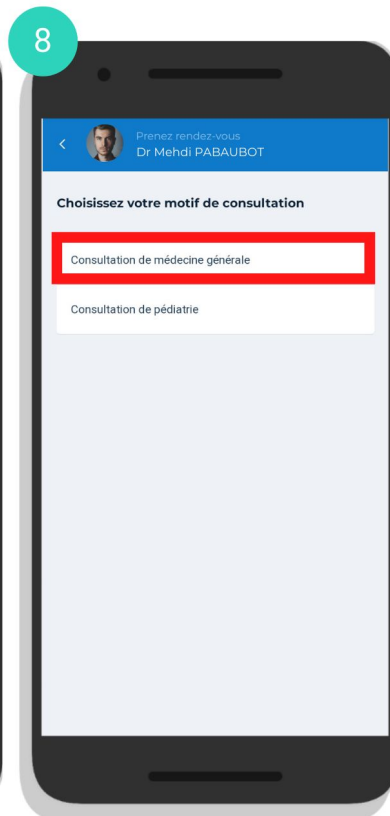 8
Prenez rendez-vous
Dr Mehdi PABAUBOT
Choisissez votre motif de consultation
Consultation de médecine générale
Consultation de pédiatrie